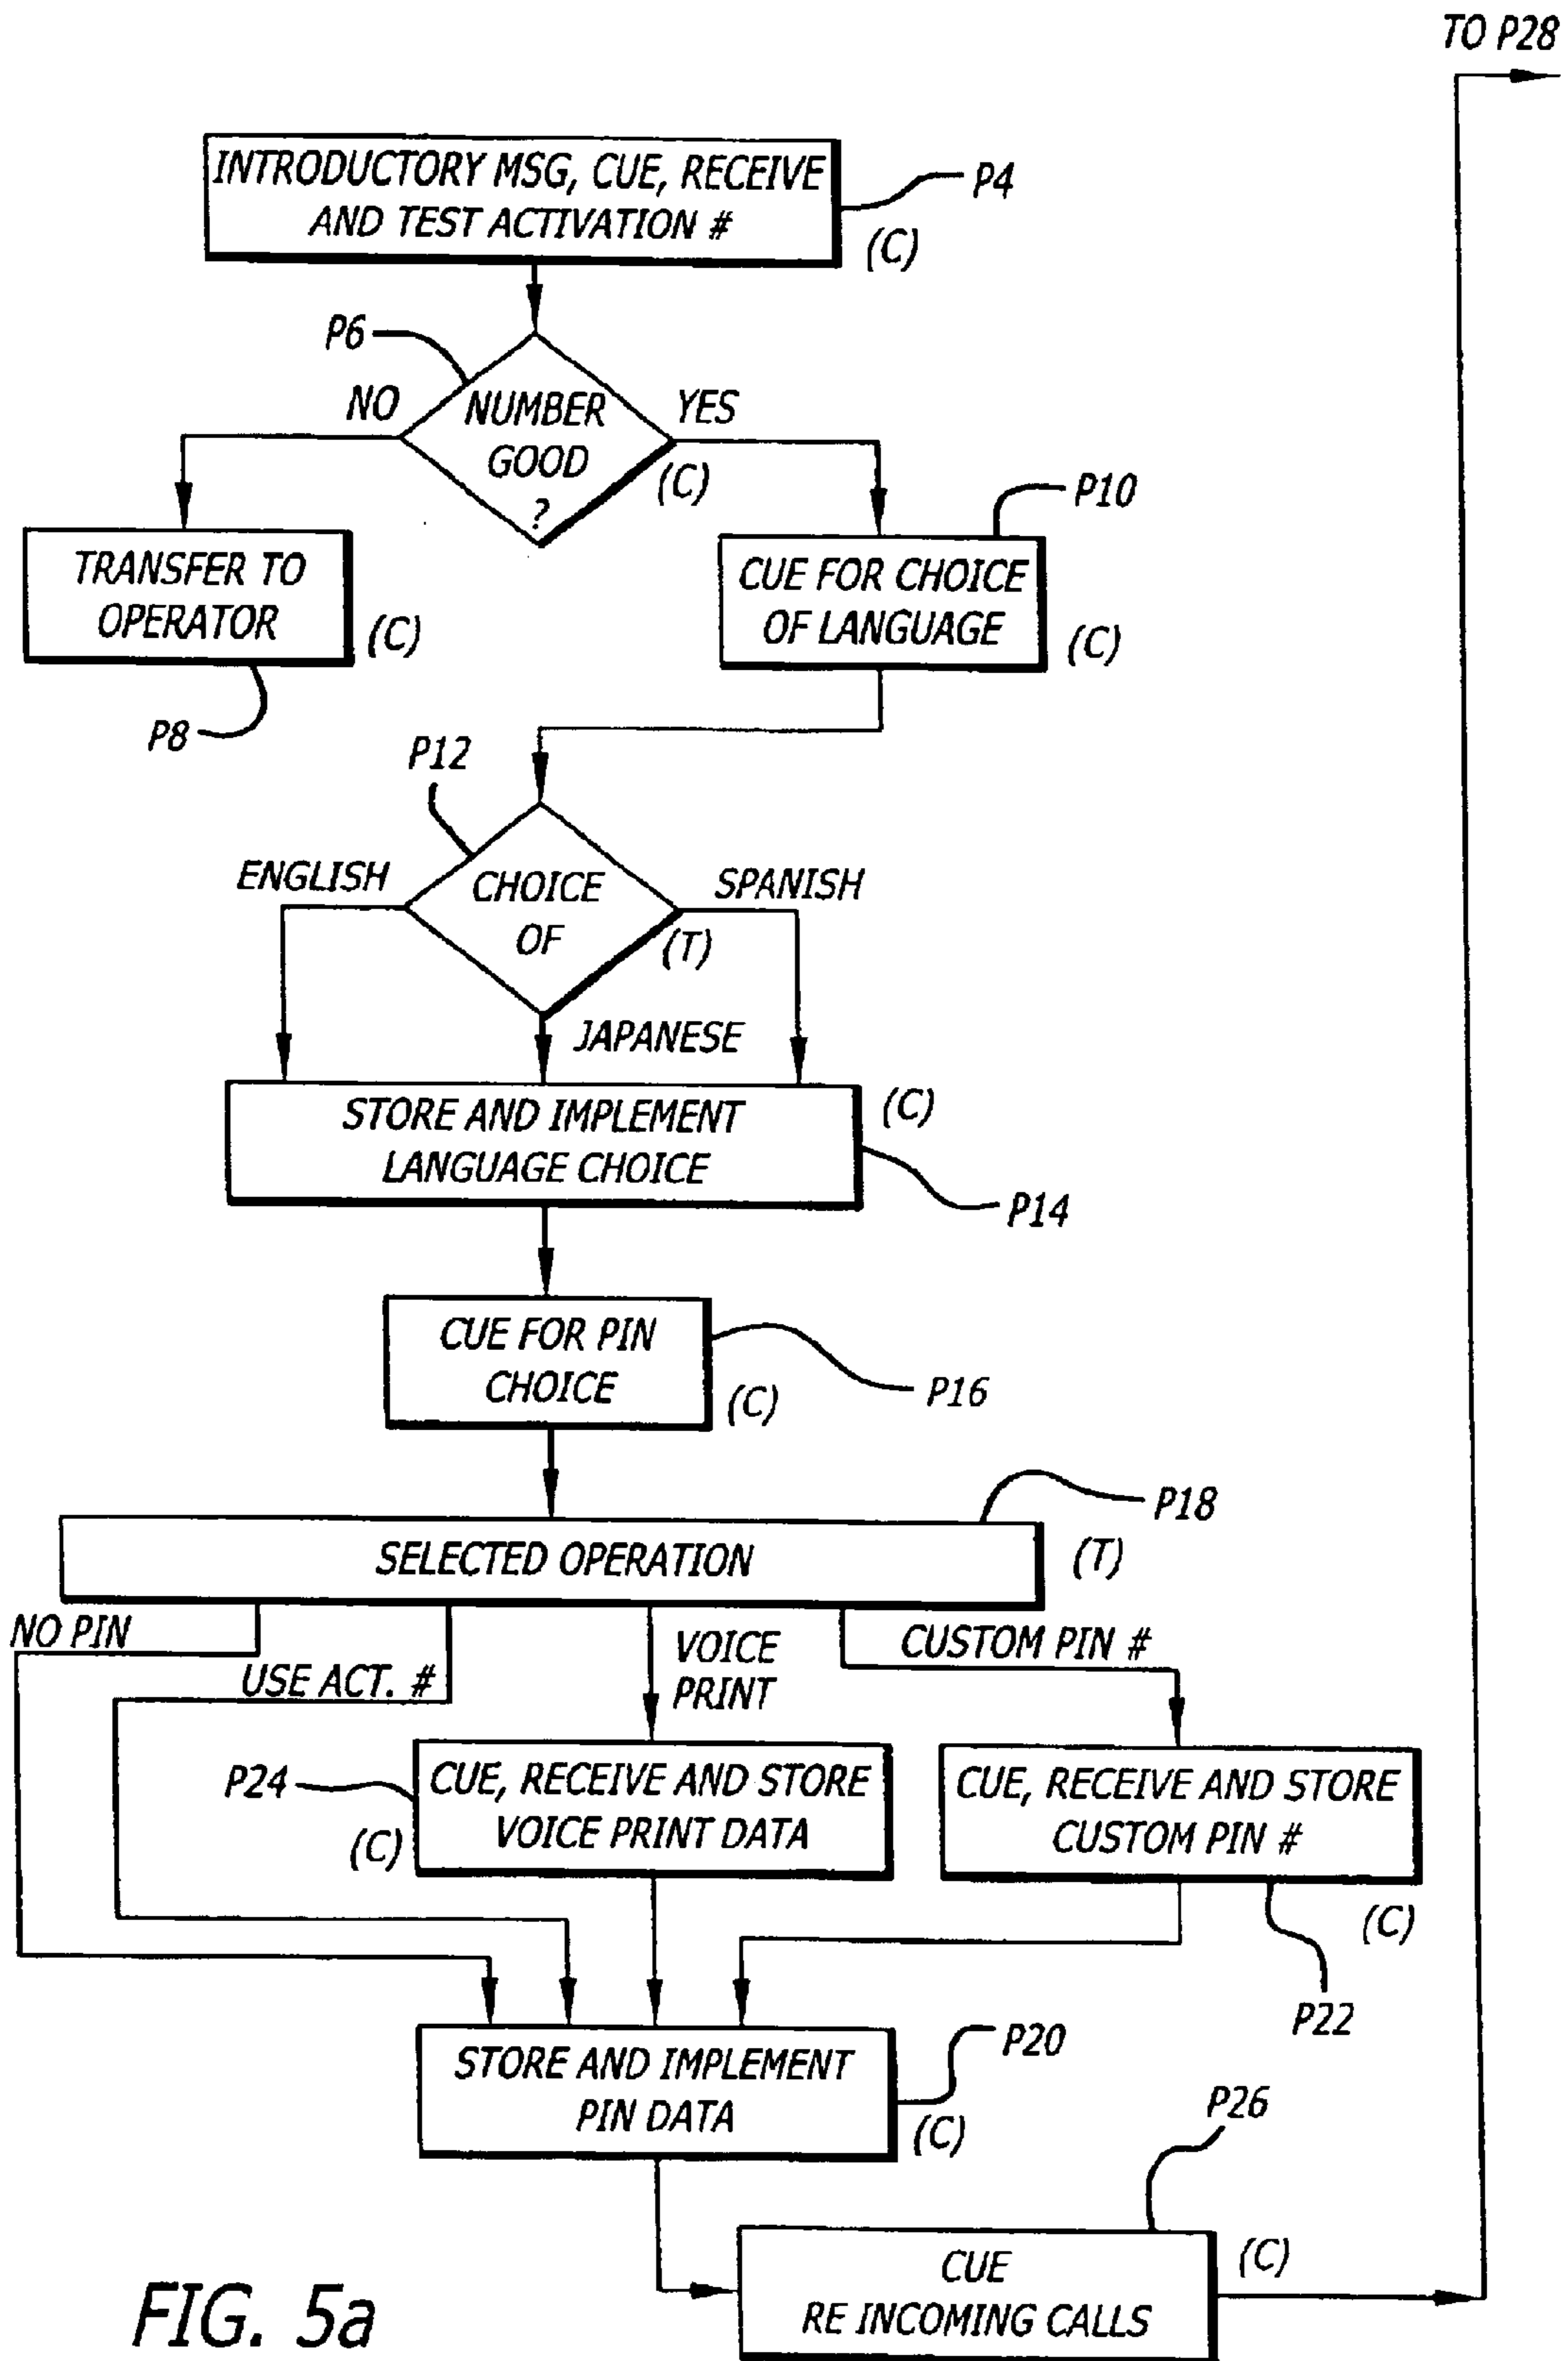 TO P28
INTRODUCTORY MSG, CUE, RECEIVE
AND TEST ACTIVATION #
P4
(C)
P6
NO
NUMBER
GOOD
?
YES
(C)
P10
TRANSFER TO
OPERATOR
(C)
P8
CUE FOR CHOICE
OF LANGUAGE
(C)
P12
ENGLISH
CHOICE
OF
SPANISH
(T)
JAPANESE
STORE AND IMPLEMENT
LANGUAGE CHOICE
(C)
P14
CUE FOR PIN
CHOICE
(C)
P16
P18
SELECTED OPERATION
(T)
NO PIN
USE ACT. #
VOICE
PRINT
CUSTOM PIN #
P24
CUE, RECEIVE AND STORE
VOICE PRINT DATA
(C)
CUE, RECEIVE AND STORE
CUSTOM PIN #
(C)
P22
STORE AND IMPLEMENT
PIN DATA
P20
(C)
P26
CUE
RE INCOMING CALLS
(C)
FIG. 5a